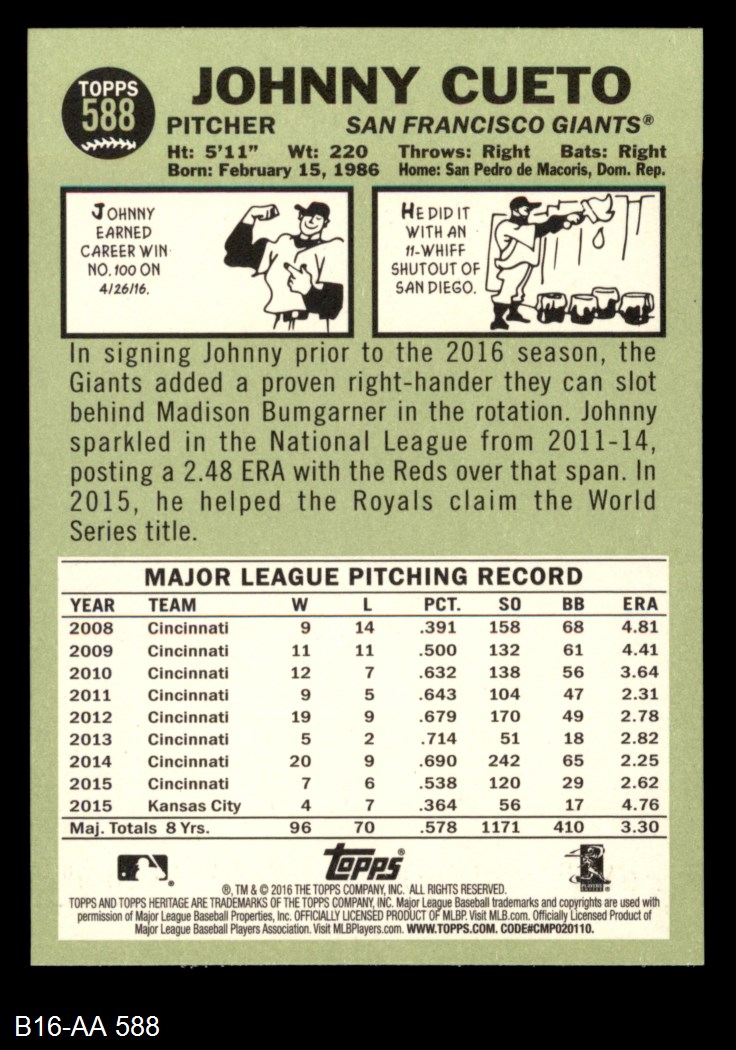 TOPPS
588
JOHNNY CUETO
PITCHER SAN FRANCISCO GIANTS®
Ht: 5'11" Wt: 220 Throws: Right Bats: Right
Born: February 15, 1986 Home: San Pedro de Macoris, Dom. Rep.
JOHNNY
EARNED
CAREER WIN
NO. 100 ON
4/26/16.
HE DID IT
WITH AN
11-WHIFF
SHUTOUT OF
SAN DIEGO.
In signing Johnny prior to the 2016 season, the
Giants added a proven right-hander they can slot
behind Madison Bumgarner in the rotation. Johnny
sparkled in the National League from 2011-14,
posting a 2.48 ERA with the Reds over that span. In
2015, he helped the Royals claim the World
Series title.
MAJOR LEAGUE PITCHING RECORD
YEAR TEAM W L PCT. SO BB ERA
2008 Cincinnati 9 14 .391 158 68 4.81
2009 Cincinnati 11 11 .500 132 61 4.41
2010 Cincinnati 12 7 .632 138 56 3.64
2011 Cincinnati 9 5 .643 104 47 2.31
2012 Cincinnati 19 9 .679 170 49 2.78
2013 Cincinnati 5 2 .714 51 18 2.82
2014 Cincinnati 20 9 .690 242 65 2.25
2015 Cincinnati 7 6 .538 120 29 2.62
2015 Kansas City 4 7 .364 56 17 4.76
Maj. Totals 8 Yrs. 96 70 .578 1171 410 3.30
Topps®
PLAYERS
®, TM & © 2016 THE TOPPS COMPANY, INC. ALL RIGHTS RESERVED.
TOPPS AND TOPPS HERITAGE ARE TRADEMARKS OF THE TOPPS COMPANY, INC. Major League Baseball trademarks and copyrights are used with
permission of Major League Baseball Properties, Inc. OFFICIALLY LICENSED PRODUCT OF MLBP. Visit MLB.com. Officially Licensed Product of
Major League Baseball Players Association. Visit MLBPlayers.com. WWW.TOPPS.COM. CODE#CMP020110.
B16-AA 588